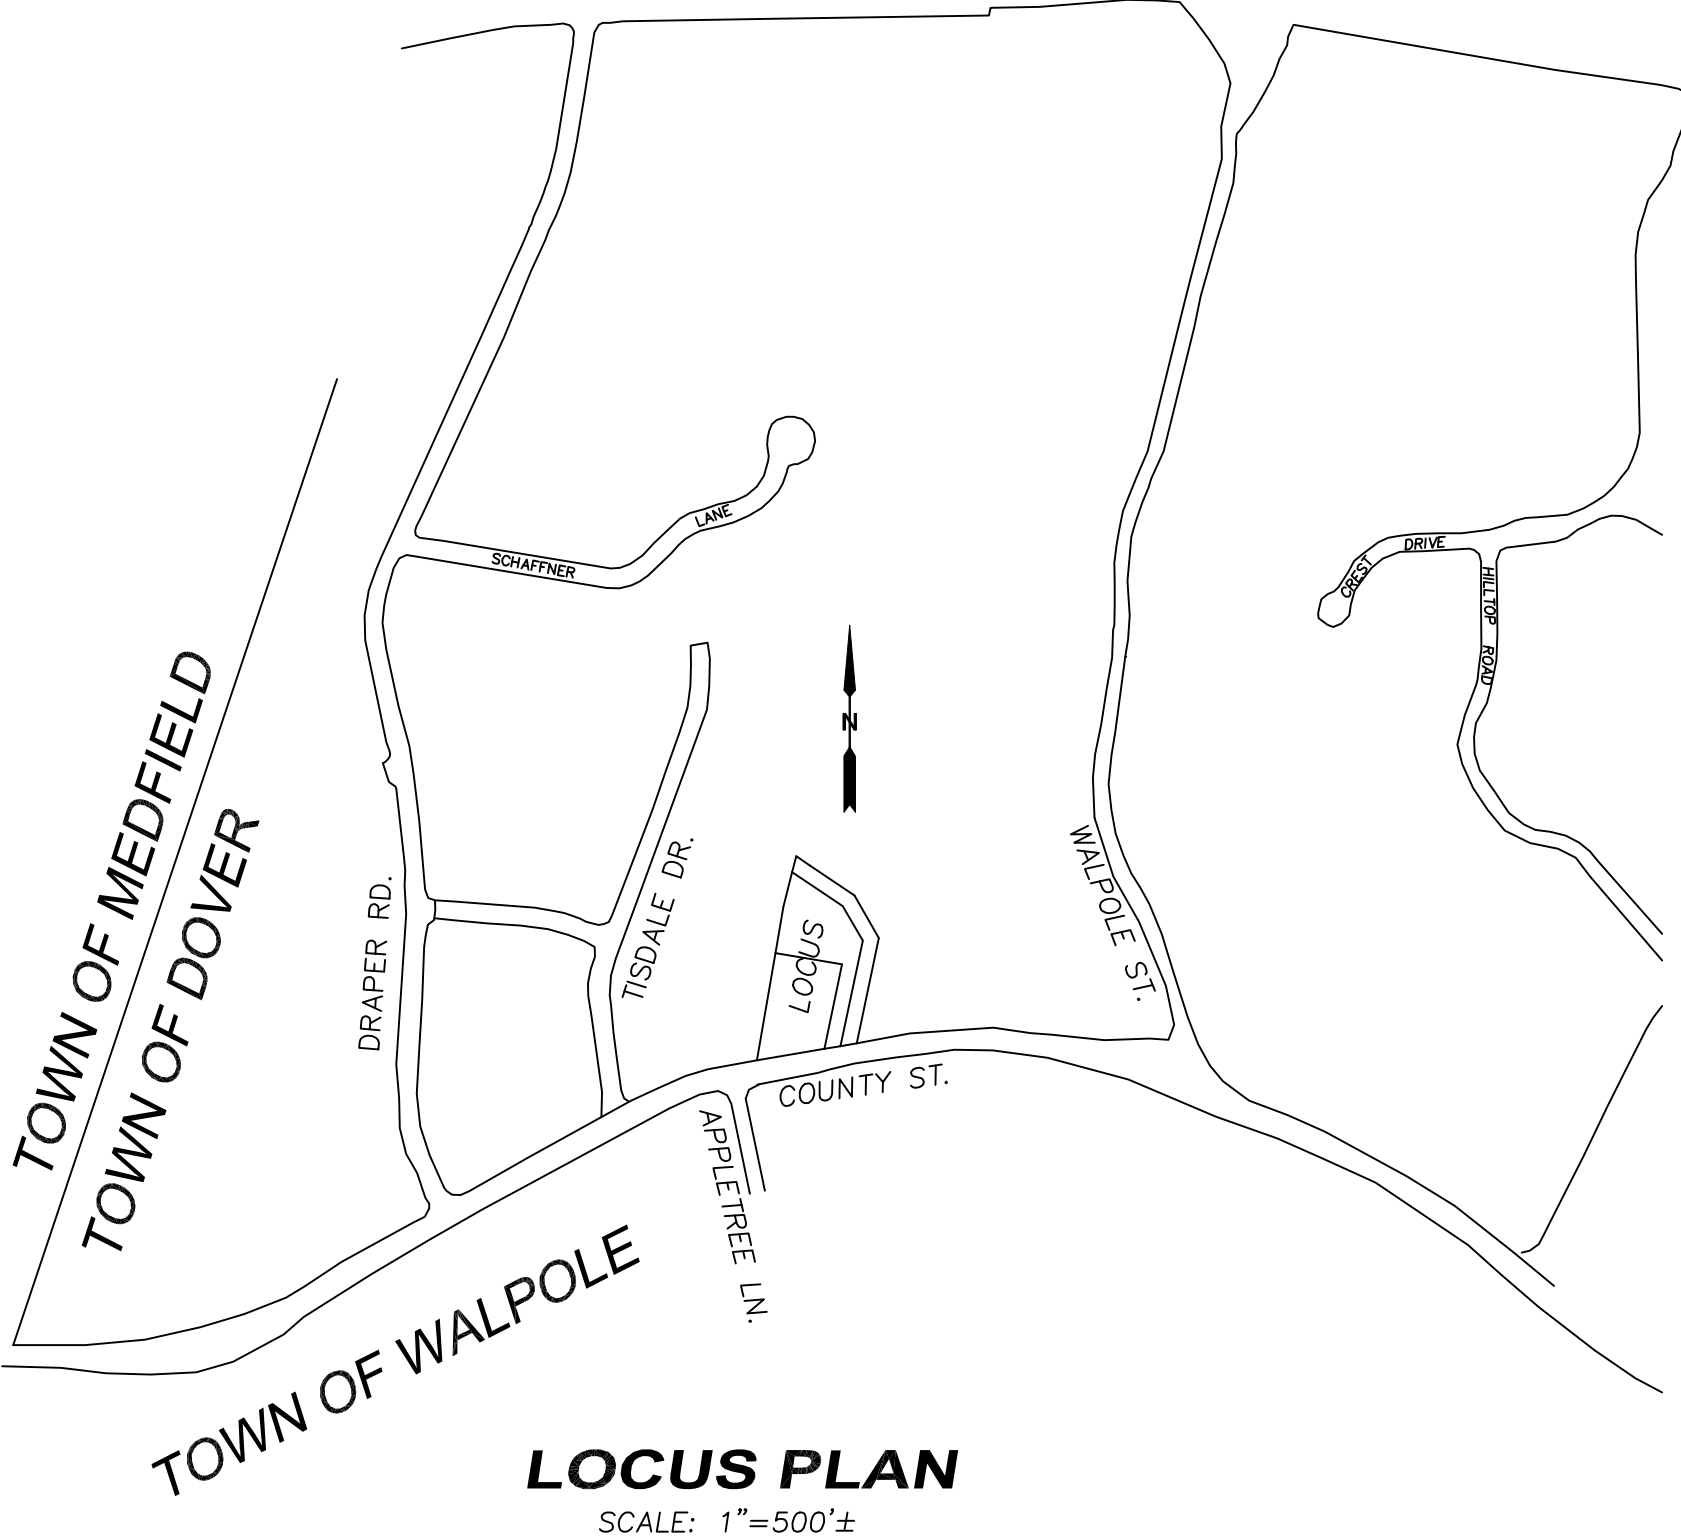 SCHAFFNER
LANE
CREST
DRIVE
HILLTOP
ROAD
N
TOWN OF MEDFIELD
TOWN OF DOVER
DRAPER RD.
TISDALE DR.
LOCUS
WALPOLE ST.
COUNTY ST.
APPLETREE LN.
TOWN OF WALPOLE
LOCUS PLAN
SCALE: 1"=500'±